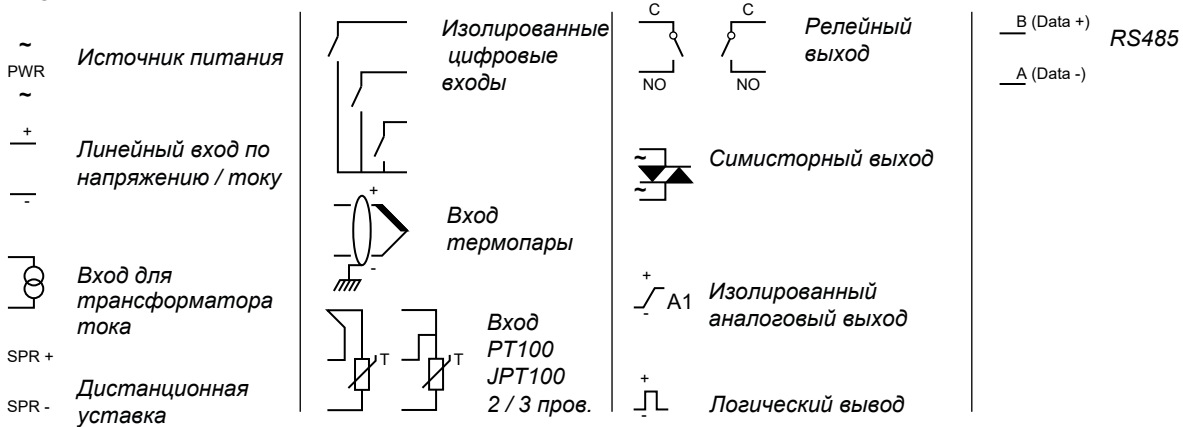 ~
PWR
~
Источник питания
+
-
Линейный вход по
напряжению / току
Вход для
трансформатора
тока
SPR +
SPR -
Дистанционная
уставка
Изолированные
цифровые
входы
+
-
Вход
термопары
T
T
Вход
PT100
JPT100
2 / 3 пров.
C
C
NO
NO
Релейный
выход
~
~
Симисторный выход
+
-
A1
Изолированный
аналоговый выход
+
-
Логический вывод
B (Data +)
A (Data -)
RS485